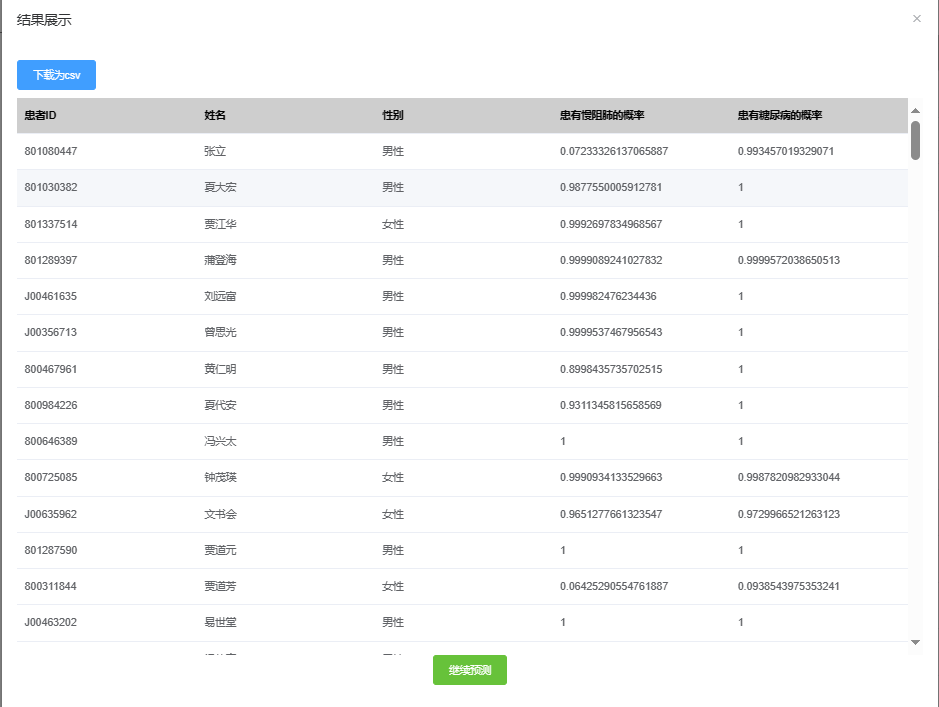 结果展示
下载为csv
患者ID 姓名 性别 患有慢阻肺的概率 患有糖尿病的概率
801080447 张立 男性 0.07233326137065887 0.993457019329071
801030382 夏大宏 男性 0.9877550005912781 1
801337514 贾江华 女性 0.9992697834968567 1
801289397 蒲登海 男性 0.9999089241027832 0.9999572038650513
J00461635 刘远富 男性 0.999982476234436 1
J00356713 曾思光 男性 0.9999537467956543 1
800467961 黄仁明 男性 0.8998435735702515 1
800984226 夏代安 男性 0.9311345815658569 1
800646389 冯兴太 男性 1 1
800725085 钟茂瑛 女性 0.9990934133529663 0.9987820982933044
J00635962 文书会 女性 0.9651277661323547 0.9729966521263123
801287590 贾道元 男性 1 1
800311844 贾道芳 女性 0.06425290554761887 0.0938543975353241
J00463202 易世堂 男性 1 1
继续预测